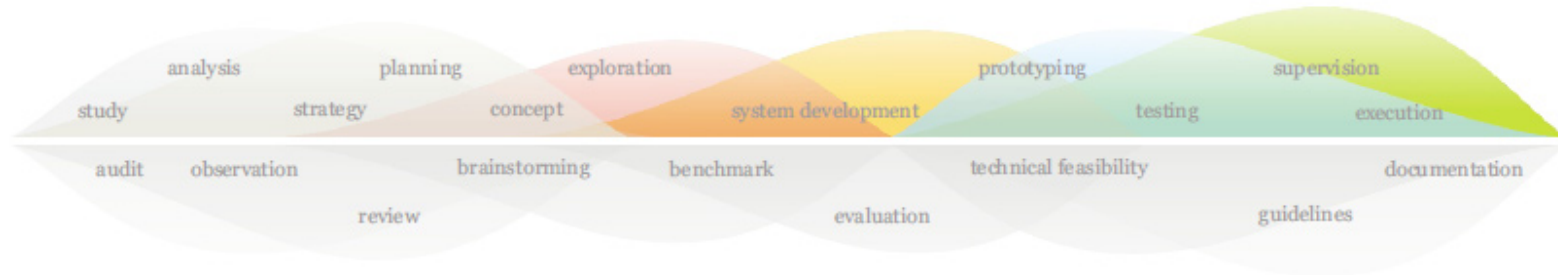 analysis planning exploration prototyping supervision
study strategy concept system development testing execution
audit observation brainstorming benchmark technical feasibility documentation
review evaluation guidelines